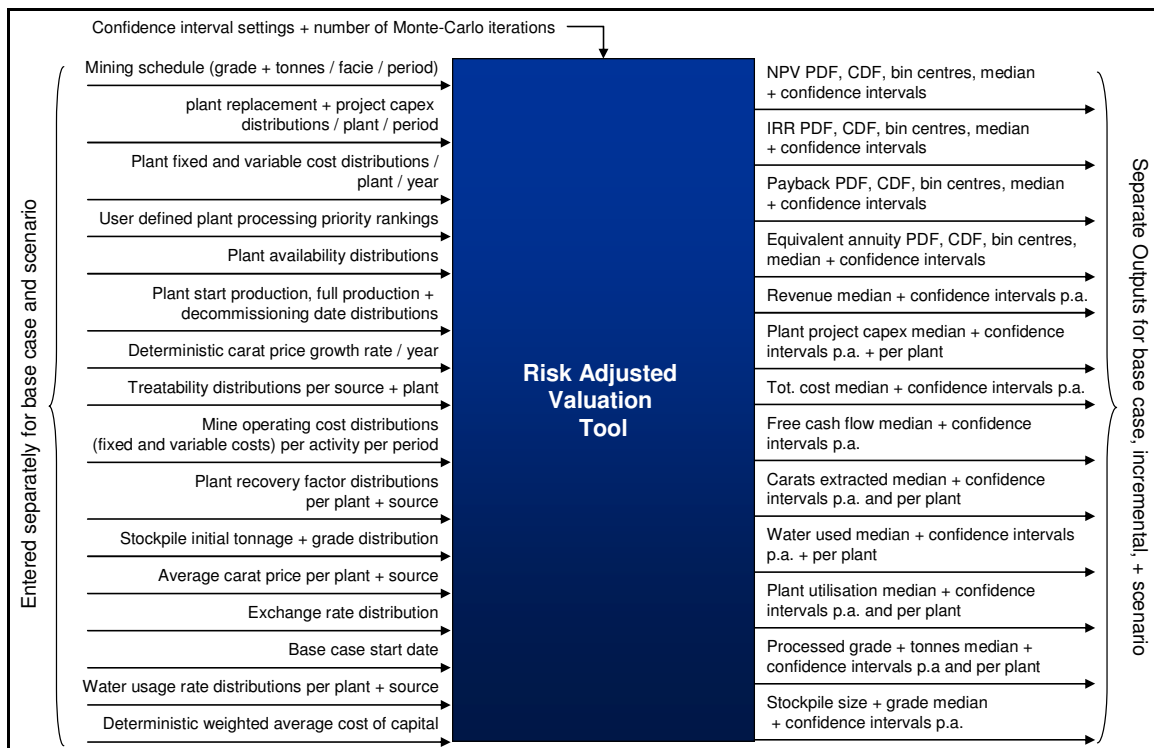 Confidence interval settings + number of Monte-Carlo iterations
Entered separately for base case and scenario
Mining schedule (grade + tonnes / facie / period)
plant replacement + project capex
distributions / plant / period
Plant fixed and variable cost distributions /
plant / year
User defined plant processing priority rankings
Plant availability distributions
Plant start production, full production +
decommissioning date distributions
Deterministic carat price growth rate / year
Treatability distributions per source + plant
Mine operating cost distributions
(fixed and variable costs) per activity per period
Plant recovery factor distributions
per plant + source
Stockpile initial tonnage + grade distribution
Average carat price per plant + source
Exchange rate distribution
Base case start date
Water usage rate distributions per plant + source
Deterministic weighted average cost of capital
Risk Adjusted
Valuation
Tool
NPV PDF, CDF, bin centres, median
+ confidence intervals
IRR PDF, CDF, bin centres, median
+ confidence intervals
Payback PDF, CDF, bin centres, median
+ confidence intervals
Equivalent annuity PDF, CDF, bin centres,
median + confidence intervals
Revenue median + confidence intervals p.a.
Plant project capex median + confidence
intervals p.a. + per plant
Tot. cost median + confidence intervals p.a.
Free cash flow median + confidence
intervals p.a.
Carats extracted median + confidence
intervals p.a. and per plant
Water used median + confidence intervals
p.a. + per plant
Plant utilisation median + confidence
intervals p.a. and per plant
Processed grade + tonnes median +
confidence intervals p.a and per plant
Stockpile size + grade median
+ confidence intervals p.a.
Separate Outputs for base case, incremental, + scenario